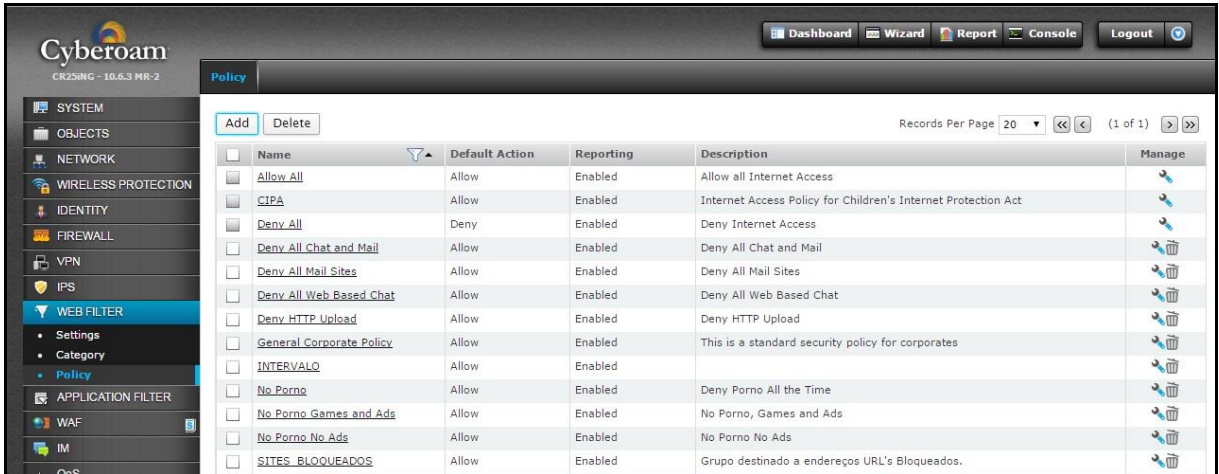 Cyberoam
CR25iNG - 10.6.3 MR-2
Dashboard Wizard Report Console Logout
Policy
SYSTEM
OBJECTS
NETWORK
WIRELESS PROTECTION
IDENTITY
FIREWALL
VPN
IPS
WEB FILTER
• Settings
• Category
• Policy
APPLICATION FILTER
WAF
IM
QoS
Add Delete Records Per Page 20 (1 of 1)
Name Default Action Reporting Description Manage
Allow All Allow Enabled Allow all Internet Access
CIPA Allow Enabled Internet Access Policy for Children's Internet Protection Act
Deny All Deny Enabled Deny Internet Access
Deny All Chat and Mail Allow Enabled Deny All Chat and Mail
Deny All Mail Sites Allow Enabled Deny All Mail Sites
Deny All Web Based Chat Allow Enabled Deny All Web Based Chat
Deny HTTP Upload Allow Enabled Deny HTTP Upload
General Corporate Policy Allow Enabled This is a standard security policy for corporates
INTERVALO Allow Enabled
No Porno Allow Enabled Deny Porno All the Time
No Porno Games and Ads Allow Enabled No Porno, Games and Ads
No Porno No Ads Allow Enabled No Porno No Ads
SITES_BLOQUEADOS Allow Enabled Grupo destinado a endereços URL's Bloqueados.